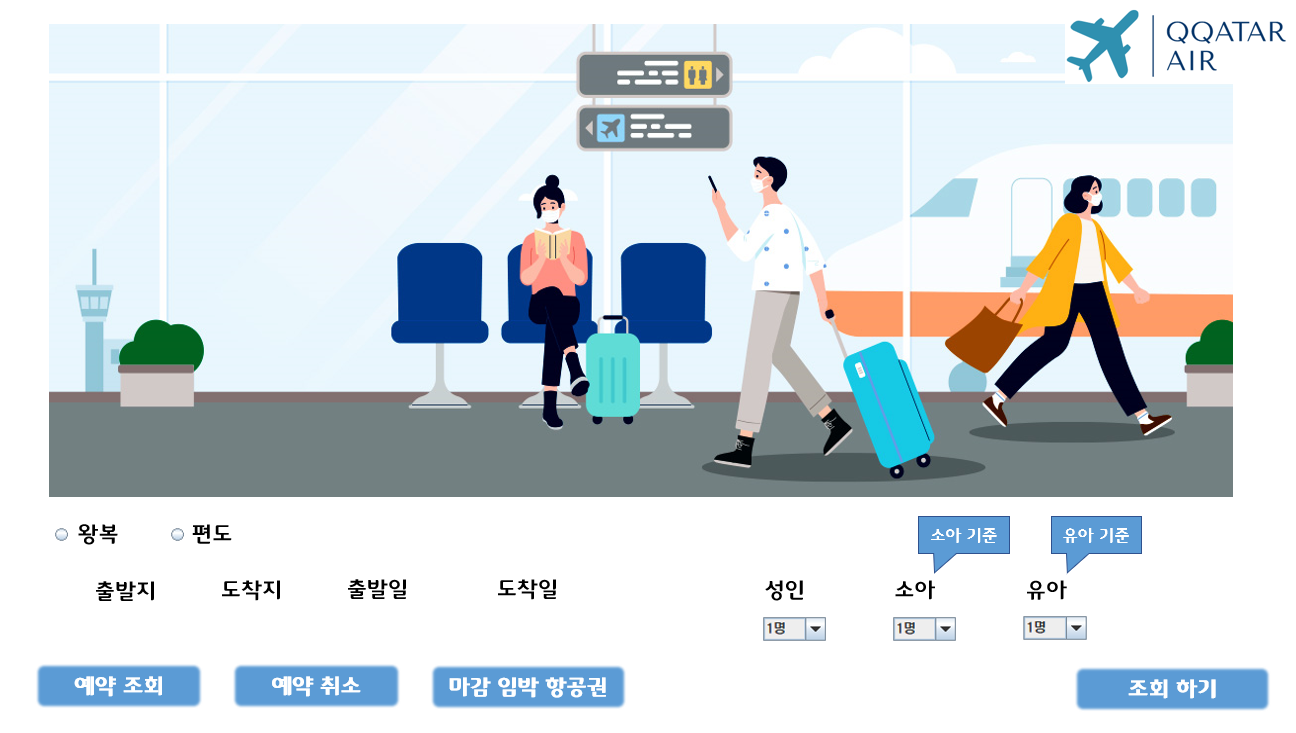 QQATAR
AIR
왕복 편도
소아 기준 유아 기준
출발지 도착지 출발일 도착일 성인 소아 유아
1명 1명 1명
예약 조회 예약 취소 마감 임박 항공권 조회 하기